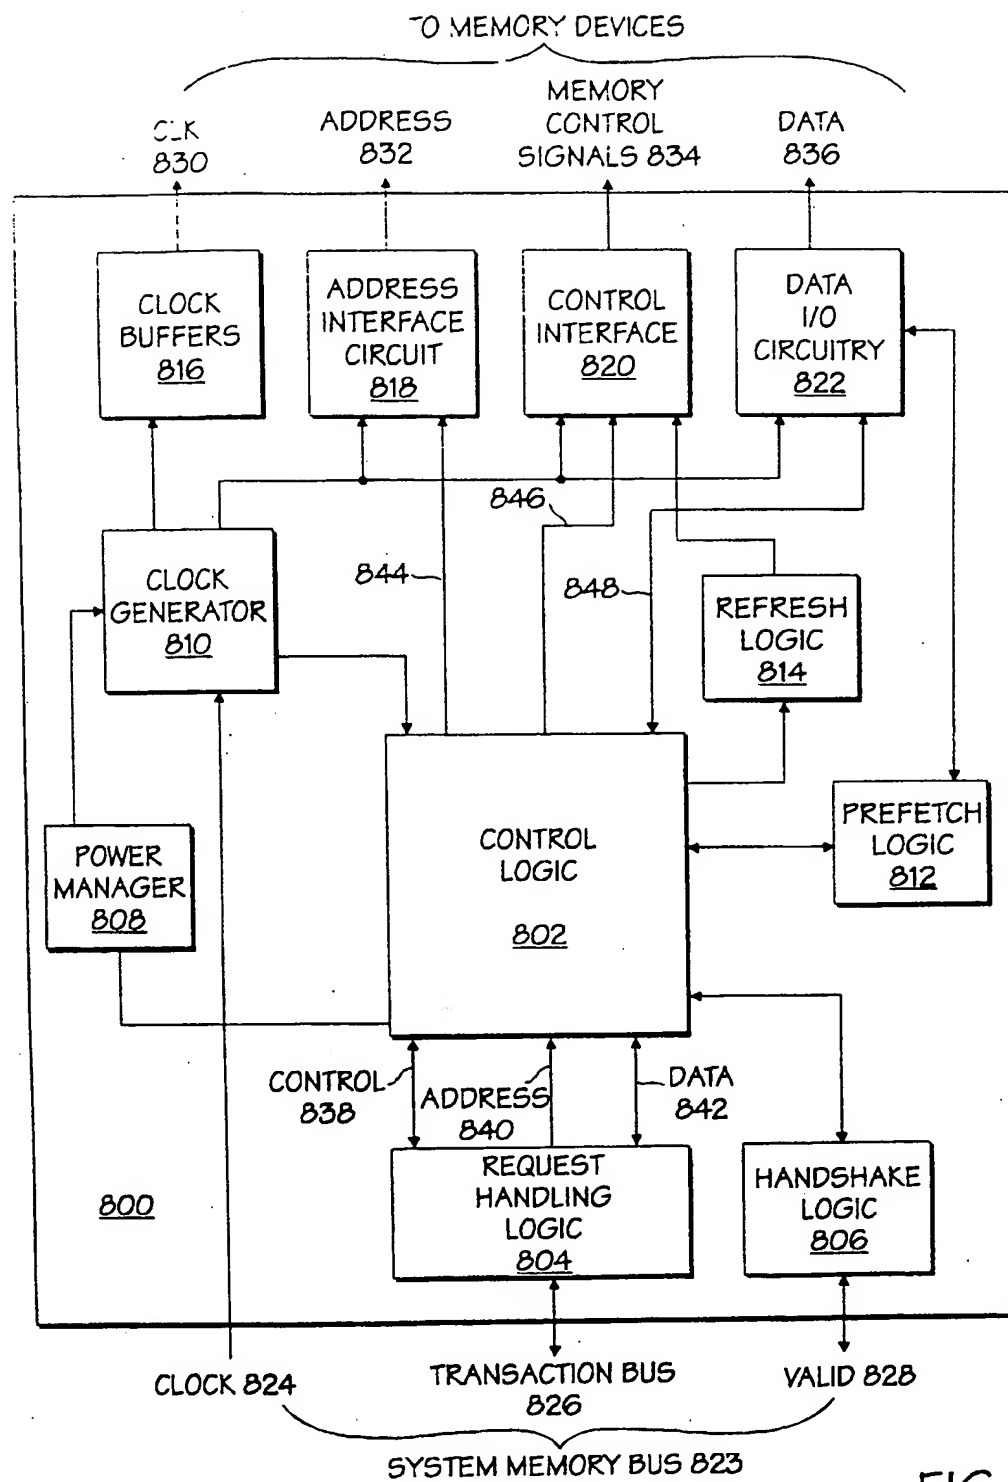 TO MEMORY DEVICES
CLK
830
ADDRESS
832
MEMORY
CONTROL
SIGNALS 834
DATA
836
CLOCK
BUFFERS
816
ADDRESS
INTERFACE
CIRCUIT
818
CONTROL
INTERFACE
820
DATA
I/O
CIRCUITRY
822
846
844
848
CLOCK
GENERATOR
810
REFRESH
LOGIC
814
POWER
MANAGER
808
CONTROL
LOGIC
802
PREFETCH
LOGIC
812
CONTROL
838
ADDRESS
840
DATA
842
800
REQUEST
HANDLING
LOGIC
804
HANDSHAKE
LOGIC
806
CLOCK 824
TRANSACTION BUS
826
VALID 828
SYSTEM MEMORY BUS 823